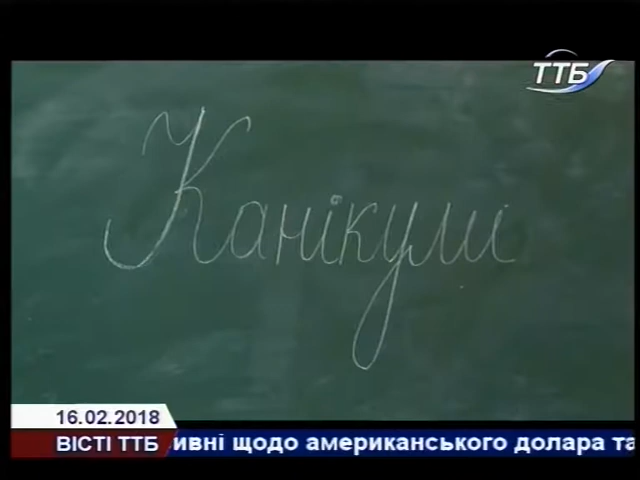 ТТБ
Канікули
16.02.2018
ВІСТІ ТТБ
ивні щодо американського долара та